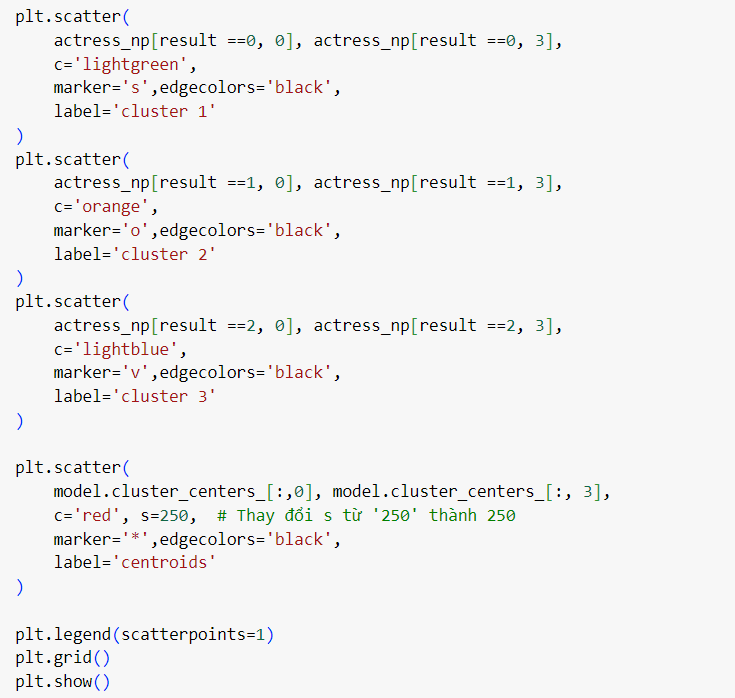 plt.scatter(
    actress_np[result ==0, 0], actress_np[result ==0, 3],
    c='lightgreen',
    marker='s',edgecolors='black',
    label='cluster 1'
)
plt.scatter(
    actress_np[result ==1, 0], actress_np[result ==1, 3],
    c='orange',
    marker='o',edgecolors='black',
    label='cluster 2'
)
plt.scatter(
    actress_np[result ==2, 0], actress_np[result ==2, 3],
    c='lightblue',
    marker='v',edgecolors='black',
    label='cluster 3'
)

plt.scatter(
    model.cluster_centers_[:,0], model.cluster_centers_[:, 3],
    c='red', s=250,  # Thay đổi s từ '250' thành 250
    marker='*',edgecolors='black',
    label='centroids'
)

plt.legend(scatterpoints=1)
plt.grid()
plt.show()